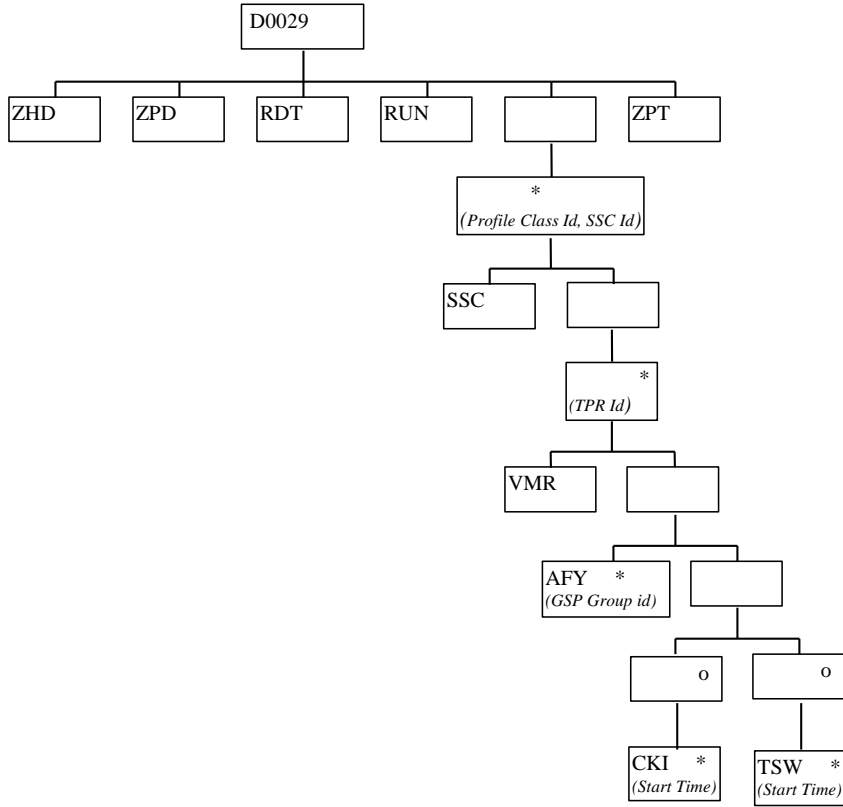 D0029
ZHD
ZPD
RDT
RUN
ZPT
*
(Profile Class Id, SSC Id)
SSC
*
(TPR Id)
VMR
AFY *
(GSP Group id)
o
o
CKI *
(Start Time)
TSW *
(Start Time)